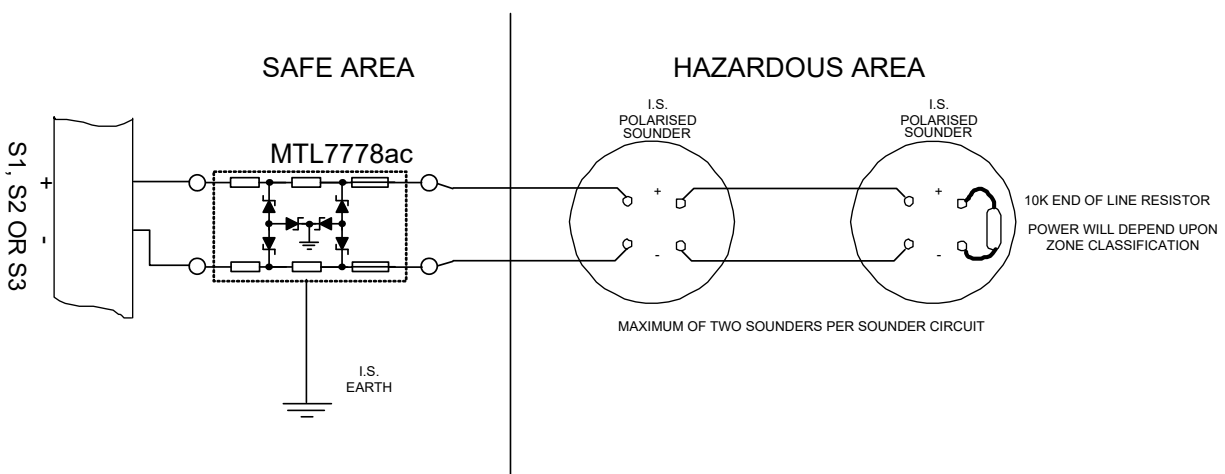 SAFE AREA
HAZARDOUS AREA
I.S.
POLARISED
SOUNDER
I.S.
POLARISED
SOUNDER
MTL7778ac
S1, S2 OR S3
+
-
+
-
+
-
10K END OF LINE RESISTOR
POWER WILL DEPEND UPON
ZONE CLASSIFICATION
MAXIMUM OF TWO SOUNDERS PER SOUNDER CIRCUIT
I.S.
EARTH